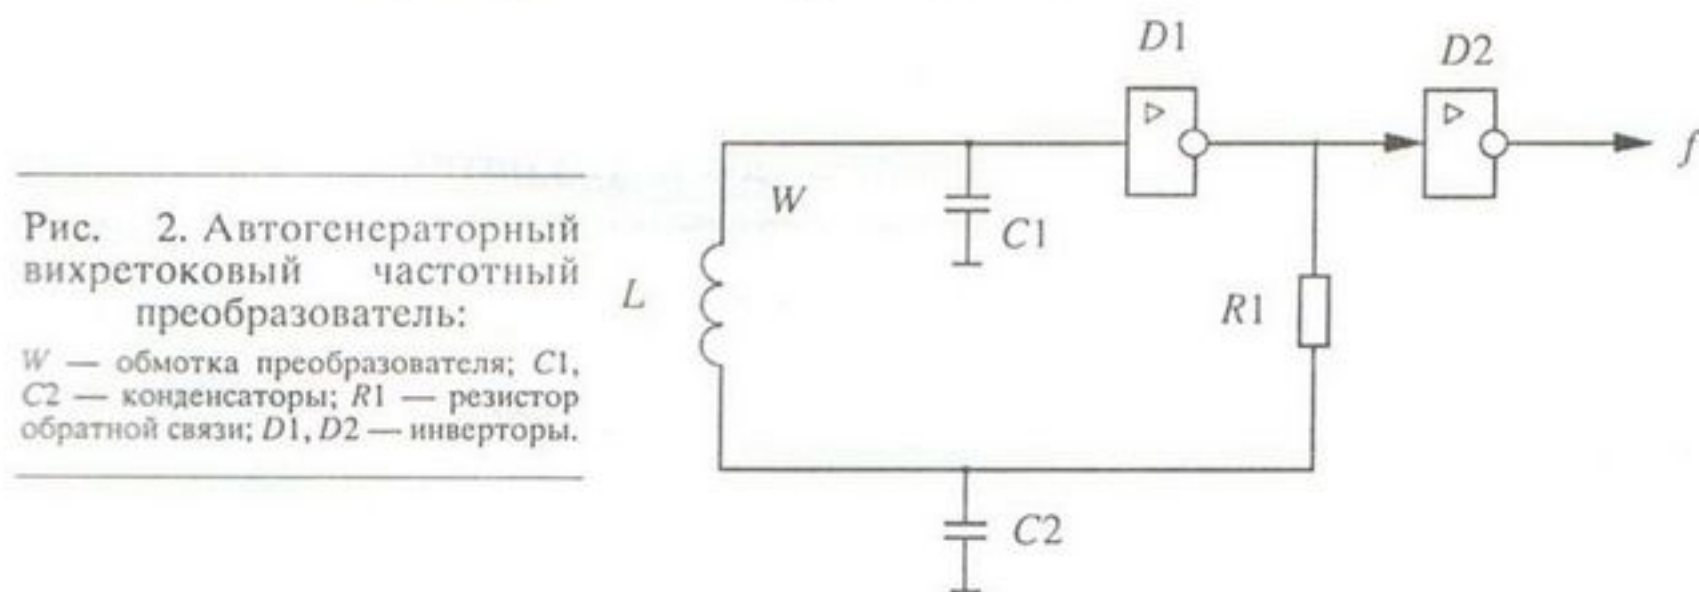 D1
D2
f
Рис. 2. Автогенераторный
вихретоковый частотный
преобразователь:
W — обмотка преобразователя; C1,
C2 — конденсаторы; R1 — резистор
обратной связи; D1, D2 — инверторы.
W
C1
L
R1
C2